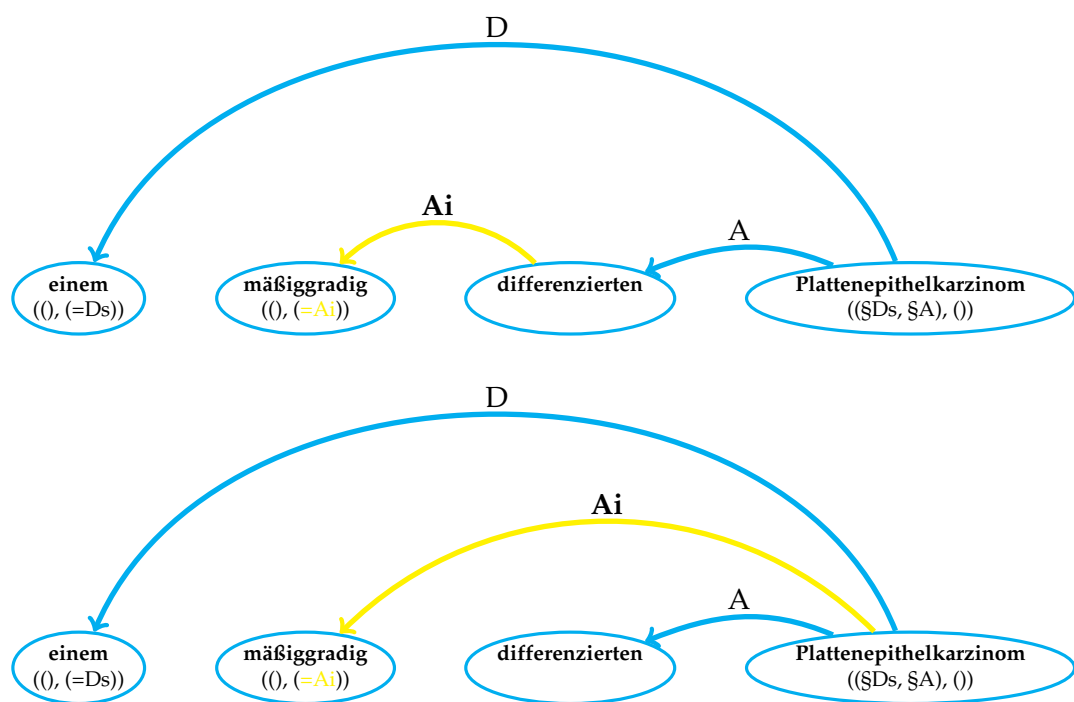 D
Ai
A
einem mäßiggradig differenzierten Plattenepithelkarzinom
((), (=Ds)) ((), (=Ai)) ((§Ds, §A), ())
D
Ai
A
einem mäßiggradig differenzierten Plattenepithelkarzinom
((), (=Ds)) ((), (=Ai)) ((§Ds, §A), ())